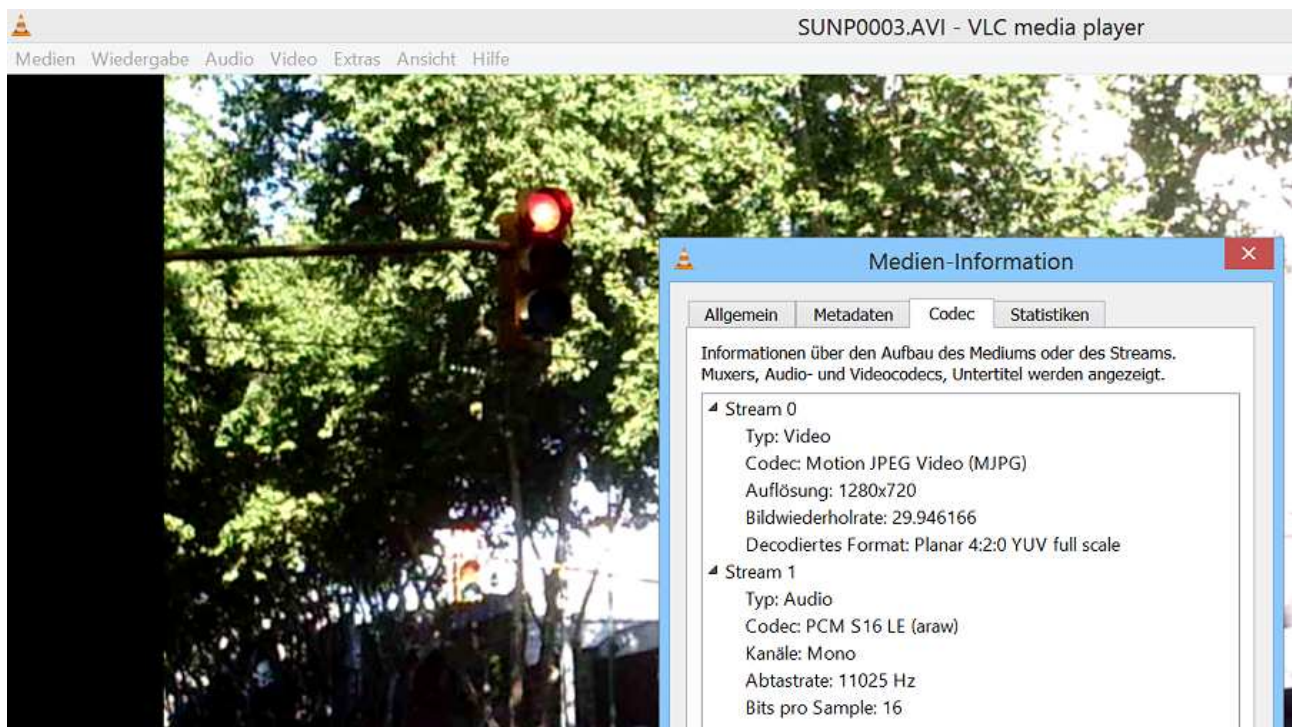 SUNP0003.AVI - VLC media player
Medien Wiedergabe Audio Video Extras Ansicht Hilfe
Medien-Information
Allgemein Metadaten Codec Statistiken
Informationen über den Aufbau des Mediums oder des Streams.
Muxers, Audio- und Videocodecs, Untertitel werden angezeigt.
Stream 0
Typ: Video
Codec: Motion JPEG Video (MJPG)
Auflösung: 1280x720
Bildwiederholrate: 29.946166
Decodiertes Format: Planar 4:2:0 YUV full scale
Stream 1
Typ: Audio
Codec: PCM S16 LE (araw)
Kanäle: Mono
Abtastrate: 11025 Hz
Bits pro Sample: 16